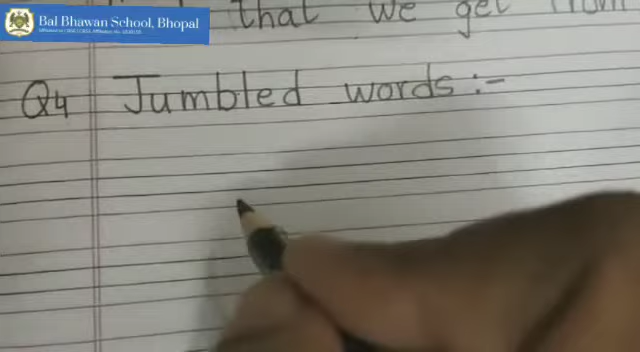 Bal Bhawan School, Bhopal
that we get from
Q4 Jumbled words:-